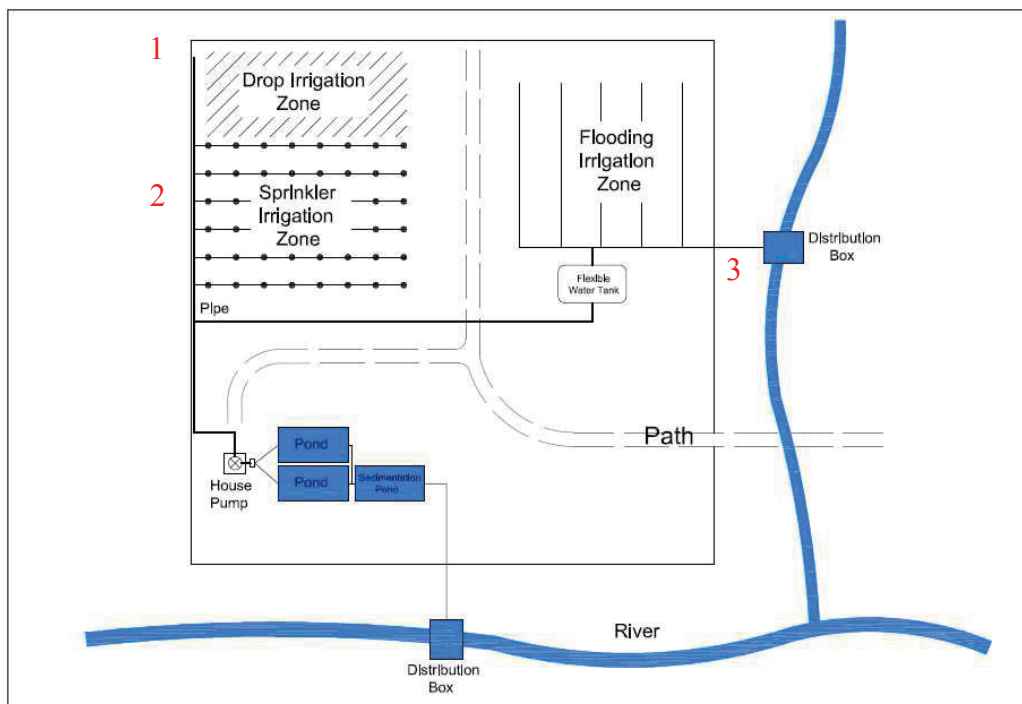 1
Drop Irrigation
Zone
2
Sprinkler
Irrigation
Zone
Flooding
Irrigation
Zone
3
Distribution
Box
Flexible
Water Tank
Pipe
Path
Pond
Pond
Sedimentation
Pond
House
Pump
River
Distribution
Box